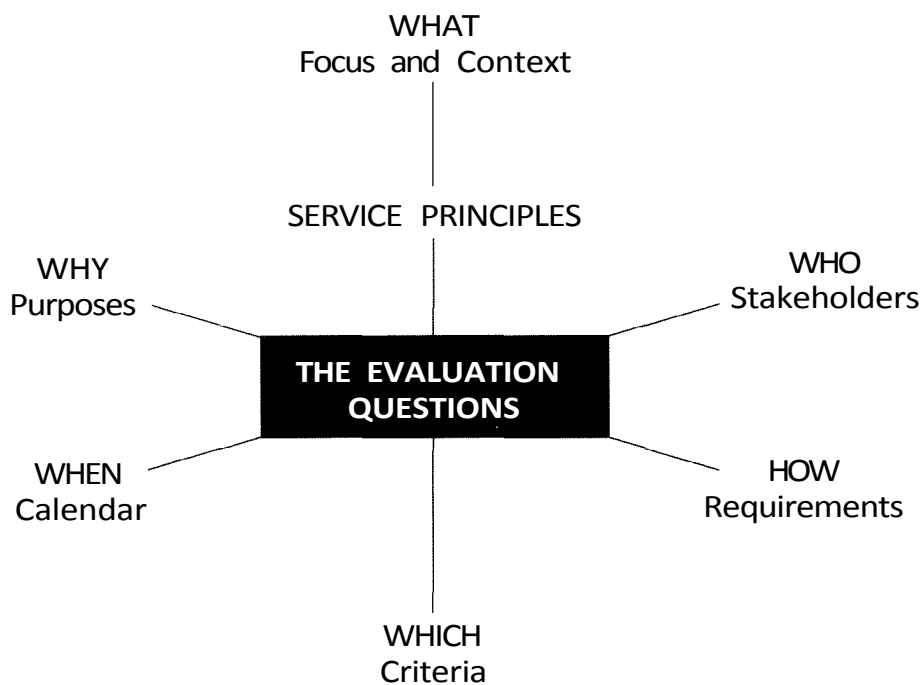 WHAT
Focus and Context
SERVICE PRINCIPLES
WHY
Purposes
WHO
Stakeholders
THE EVALUATION
QUESTIONS
WHEN
Calendar
HOW
Requirements
WHICH
Criteria